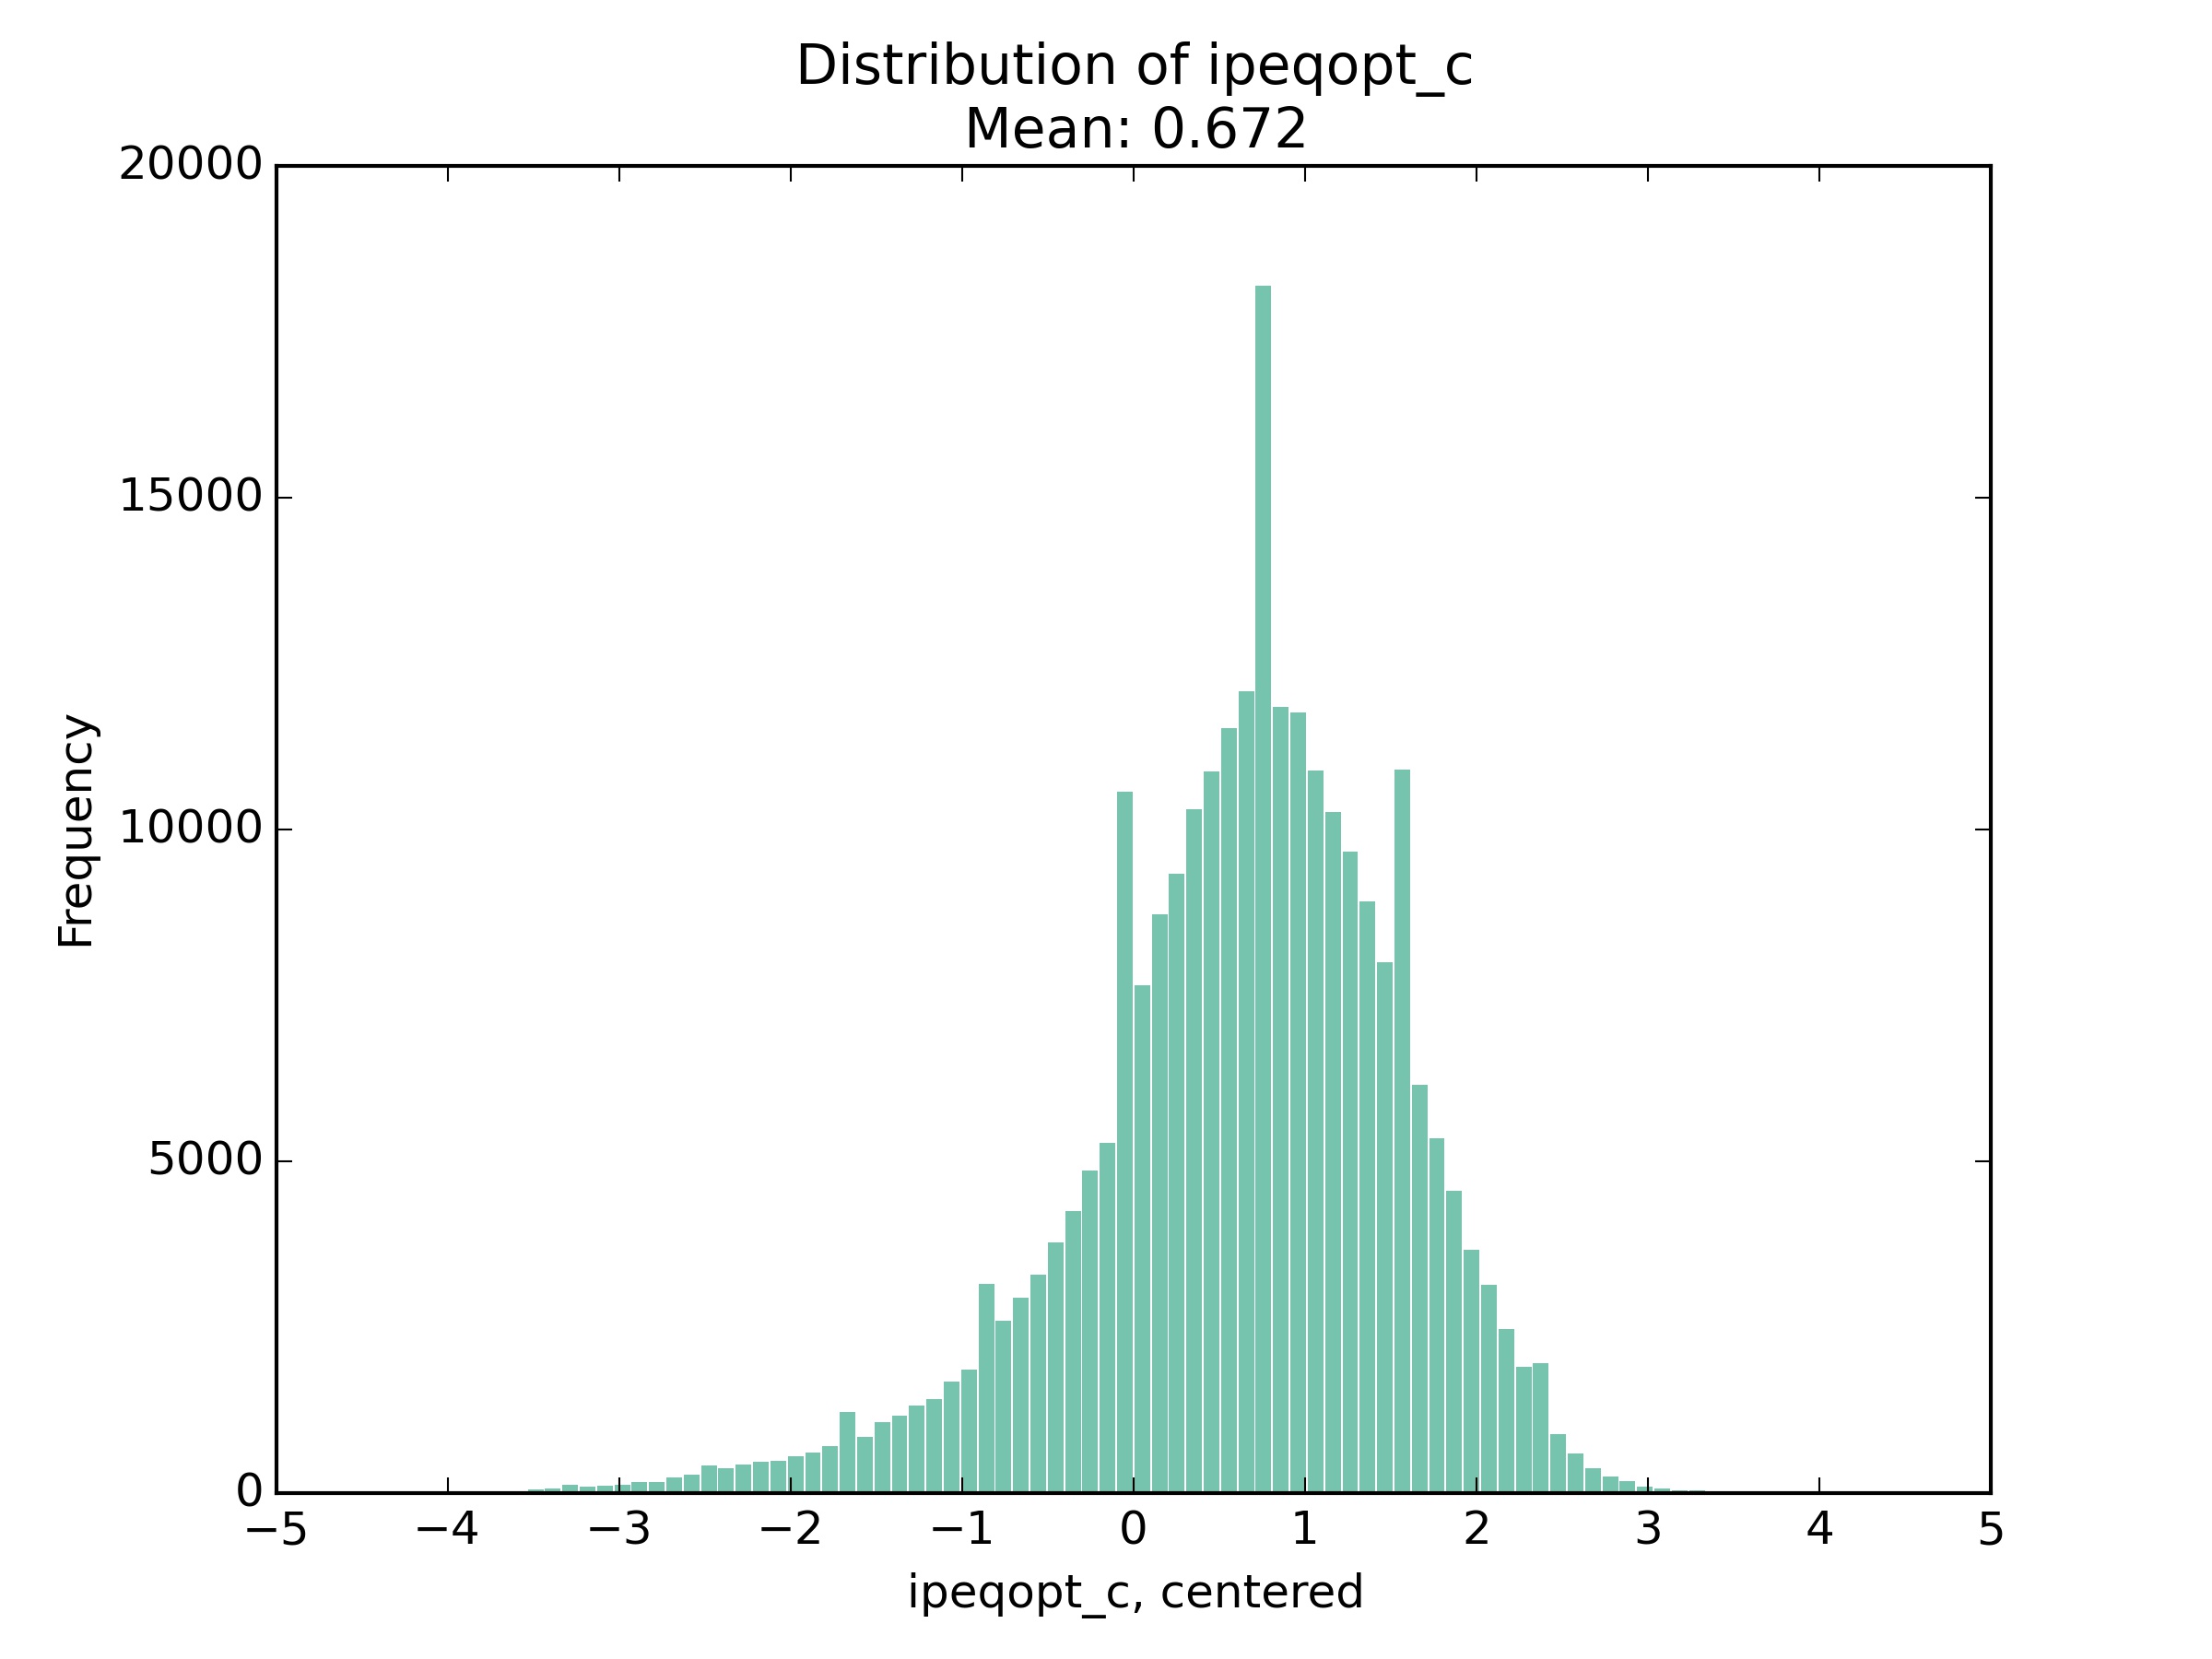 Distribution of ipeqopt_c
Mean: 0.672
20000
15000
10000
5000
0
Frequency
−5 −4 −3 −2 −1 0 1 2 3 4 5
ipeqopt_c, centered